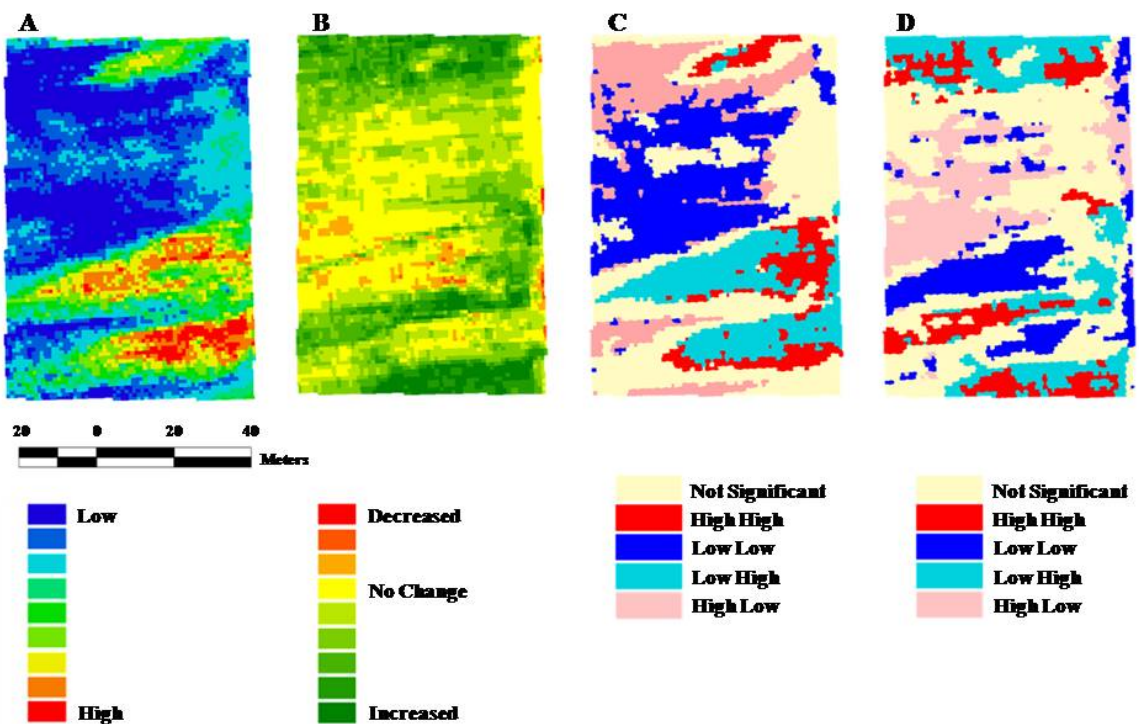 A B C D
20 0 20 40
Meters
Low
High
Decreased
No Change
Increased
Not Significant
High High
Low Low
Low High
High Low
Not Significant
High High
Low Low
Low High
High Low